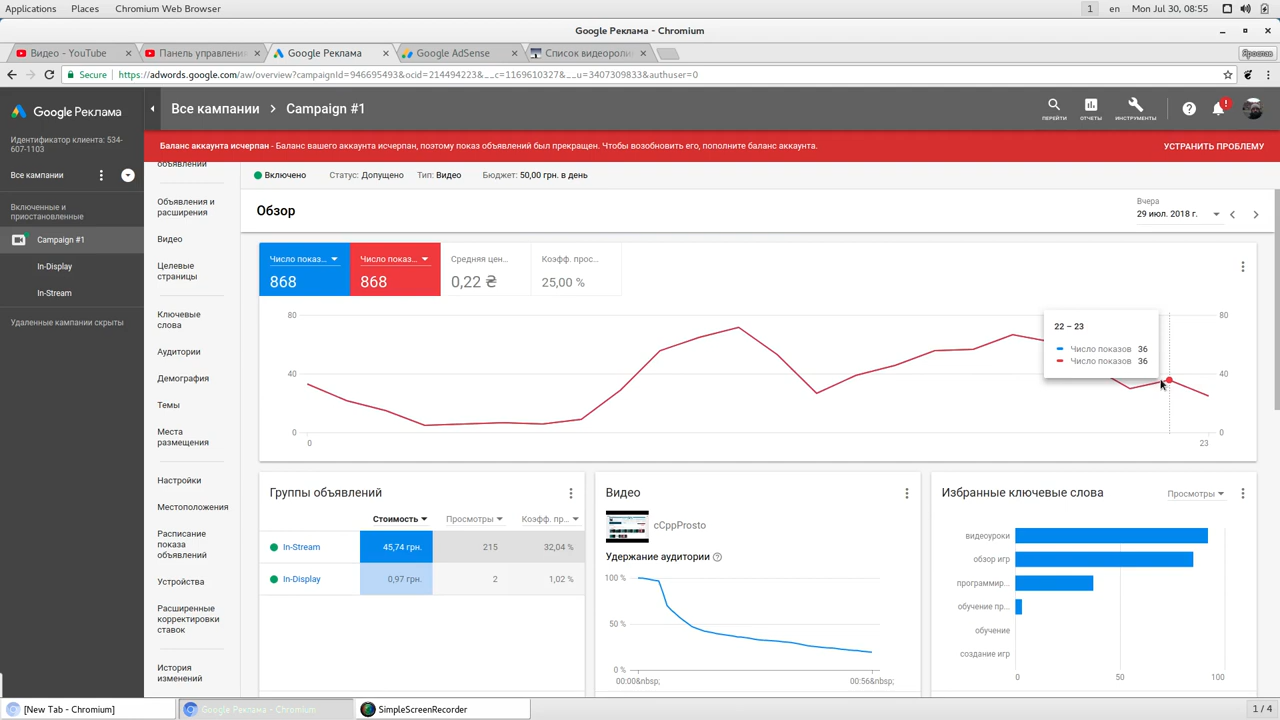 Applications Places Chromium Web Browser 1 en Mon Jul 30, 08:55
Google Реклама - Chromium
Видео - YouTube
Панель управления
Google Реклама
Google AdSense
Список видеороли
Ярослав
Secure https://adwords.google.com/aw/overview?campaignId=946695493&ocid=214494223&__c=1169610327&__u=3407309833&authuser=0
Google Реклама
Все кампании > Campaign #1
ПЕРЕЙТИ
ОТЧЕТЫ
ИНСТРУМЕНТЫ
Идентификатор клиента: 534-
607-1103
Баланс аккаунта исчерпан - Баланс вашего аккаунта исчерпан, поэтому показ объявлений был прекращен. Чтобы возобновить его, пополните баланс аккаунта.
УСТРАНИТЬ ПРОБЛЕМУ
Все кампании
Включенные и
приостановленные
Campaign #1
In-Display
In-Stream
Удаленные кампании скрыты
объявлений
Объявления и
расширения
Видео
Целевые
страницы
Ключевые
слова
Аудитории
Демография
Темы
Места
размещения
Настройки
Местоположения
Расписание
показа
объявлений
Устройства
Расширенные
корректировки
ставок
История
изменений
Включено Статус: Допущено Тип: Видео Бюджет: 50,00 грн. в день
Обзор
Вчера
29 июл. 2018 г.
Число показ...
868
Число показ...
868
Средняя цен...
0,22 ₴
Коэфф. прос...
25,00 %
80
40
0
80
40
0
0
23
22 – 23
Число показов 36
Число показов 36
Группы объявлений
Стоимость Просмотры Коэфф. пр...
In-Stream 45,74 грн. 215 32,04 %
In-Display 0,97 грн. 2 1,02 %
Видео
cCppProsto
Удержание аудитории
100 %
50 %
0 %
00:00&nbsp;
00:56&nbsp;
Избранные ключевые слова
Просмотры
видеоуроки
обзор игр
программир...
обучение пр...
обучение
создание игр
0 50 100
[New Tab - Chromium]
Google Реклама - Chromium
SimpleScreenRecorder
1 / 4